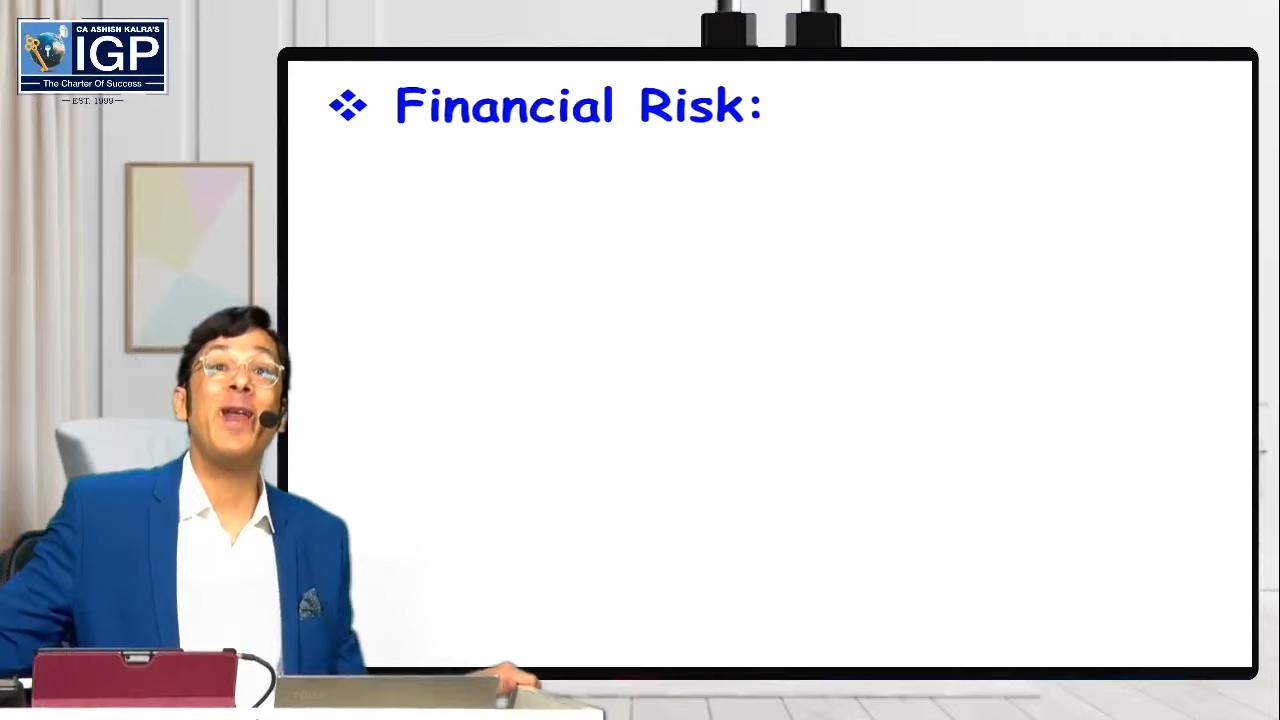 CA ASHISH KALRA'S
IGP
The Charter Of Success
EST. 1999
❖ Financial Risk: